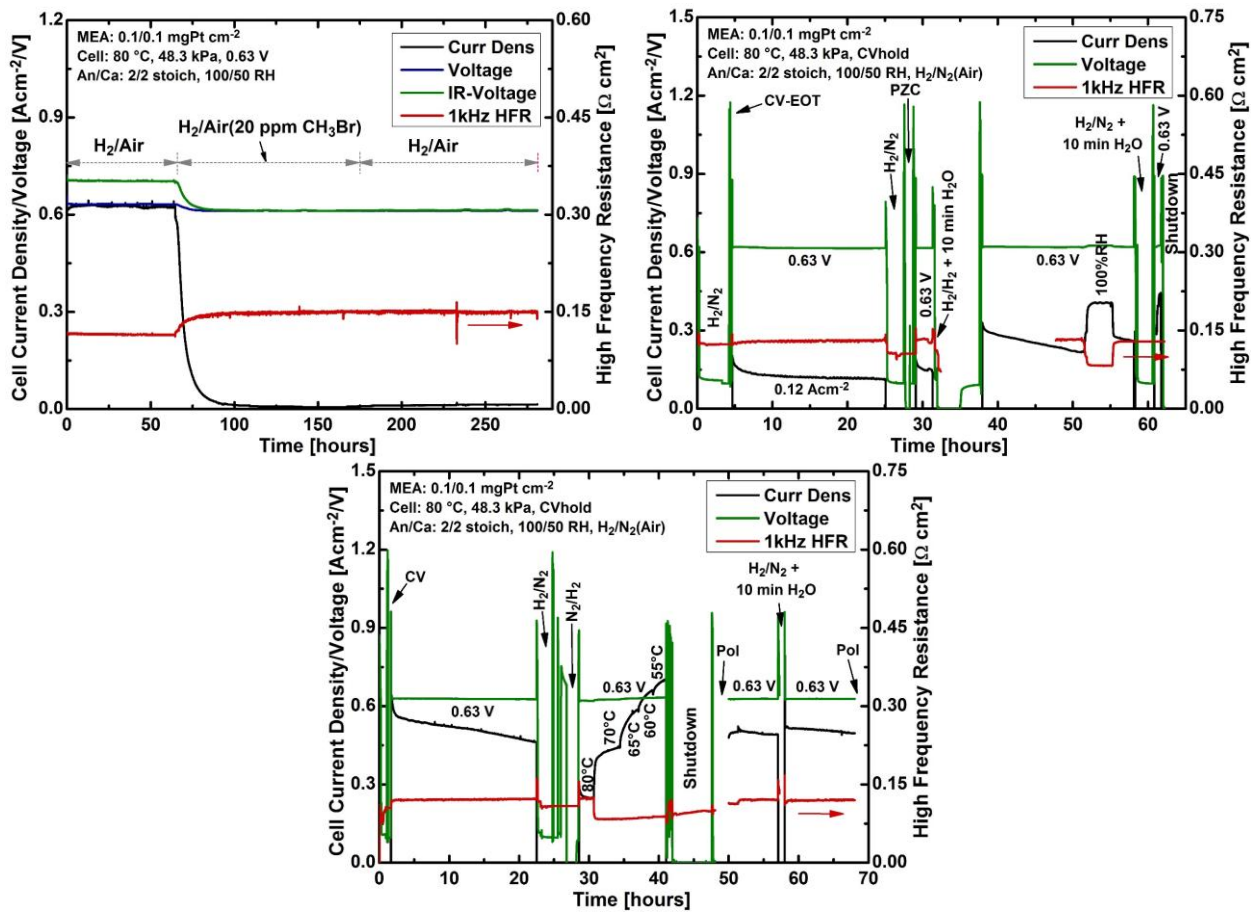 MEA: 0.1/0.1 mgPt cm⁻²
Cell: 80 °C, 48.3 kPa, 0.63 V
An/Ca: 2/2 stoich, 100/50 RH
Curr Dens
Voltage
IR-Voltage
1kHz HFR
H₂/Air
H₂/Air(20 ppm CH₃Br)
H₂/Air
Cell Current Density/Voltage [Acm⁻²/V]
1.5
1.2
0.9
0.6
0.3
0.0
High Frequency Resistance [Ω cm²]
0.60
0.45
0.30
0.15
0.00
0 50 100 150 200 250
Time [hours]
MEA: 0.1/0.1 mgPt cm⁻²
Cell: 80 °C, 48.3 kPa, CVhold
An/Ca: 2/2 stoich, 100/50 RH, H₂/N₂(Air)
Curr Dens
Voltage
1kHz HFR
CV-EOT
PZC
H₂/N₂
H₂/N₂
0.63 V
0.12 Acm⁻²
0.63 V
H₂/H₂ + 10 min H₂O
0.63 V
100%RH
H₂/N₂ +
10 min H₂O
0.63 V
Shutdown
Cell Current Density/Voltage [Acm⁻²/V]
1.5
1.2
0.9
0.6
0.3
0.0
High Frequency Resistance [Ω cm²]
0.75
0.60
0.45
0.30
0.15
0.00
0 10 20 30 40 50 60
Time [hours]
MEA: 0.1/0.1 mgPt cm⁻²
Cell: 80 °C, 48.3 kPa, CVhold
An/Ca: 2/2 stoich, 100/50 RH, H₂/N₂(Air)
Curr Dens
Voltage
1kHz HFR
CV
0.63 V
H₂/N₂
N₂/H₂
0.63 V
80°C
70°C
65°C
60°C
55°C
Shutdown
Pol
H₂/N₂ +
10 min H₂O
0.63 V
0.63 V
Pol
Cell Current Density/Voltage [Acm⁻²/V]
1.5
1.2
0.9
0.6
0.3
0.0
High Frequency Resistance [Ω cm²]
0.75
0.60
0.45
0.30
0.15
0.00
0 10 20 30 40 50 60 70
Time [hours]